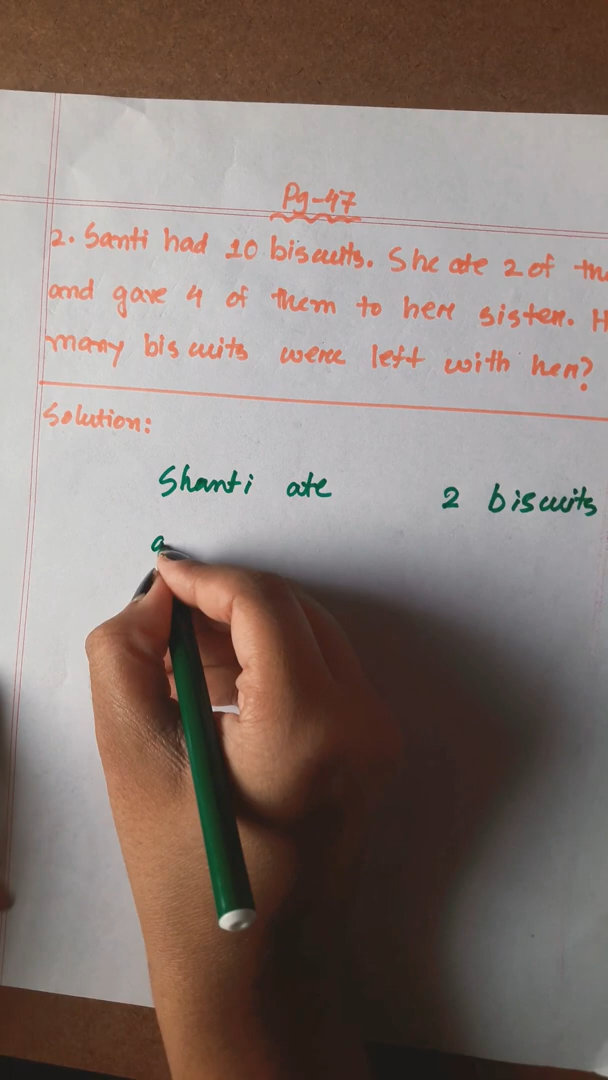 Pg-47
2. Santi had 10 biscuits. She ate 2 of
and gave 4 of them to her sister.
many biscuits were left with her?
Solution:
Shanti ate 2 biscuits